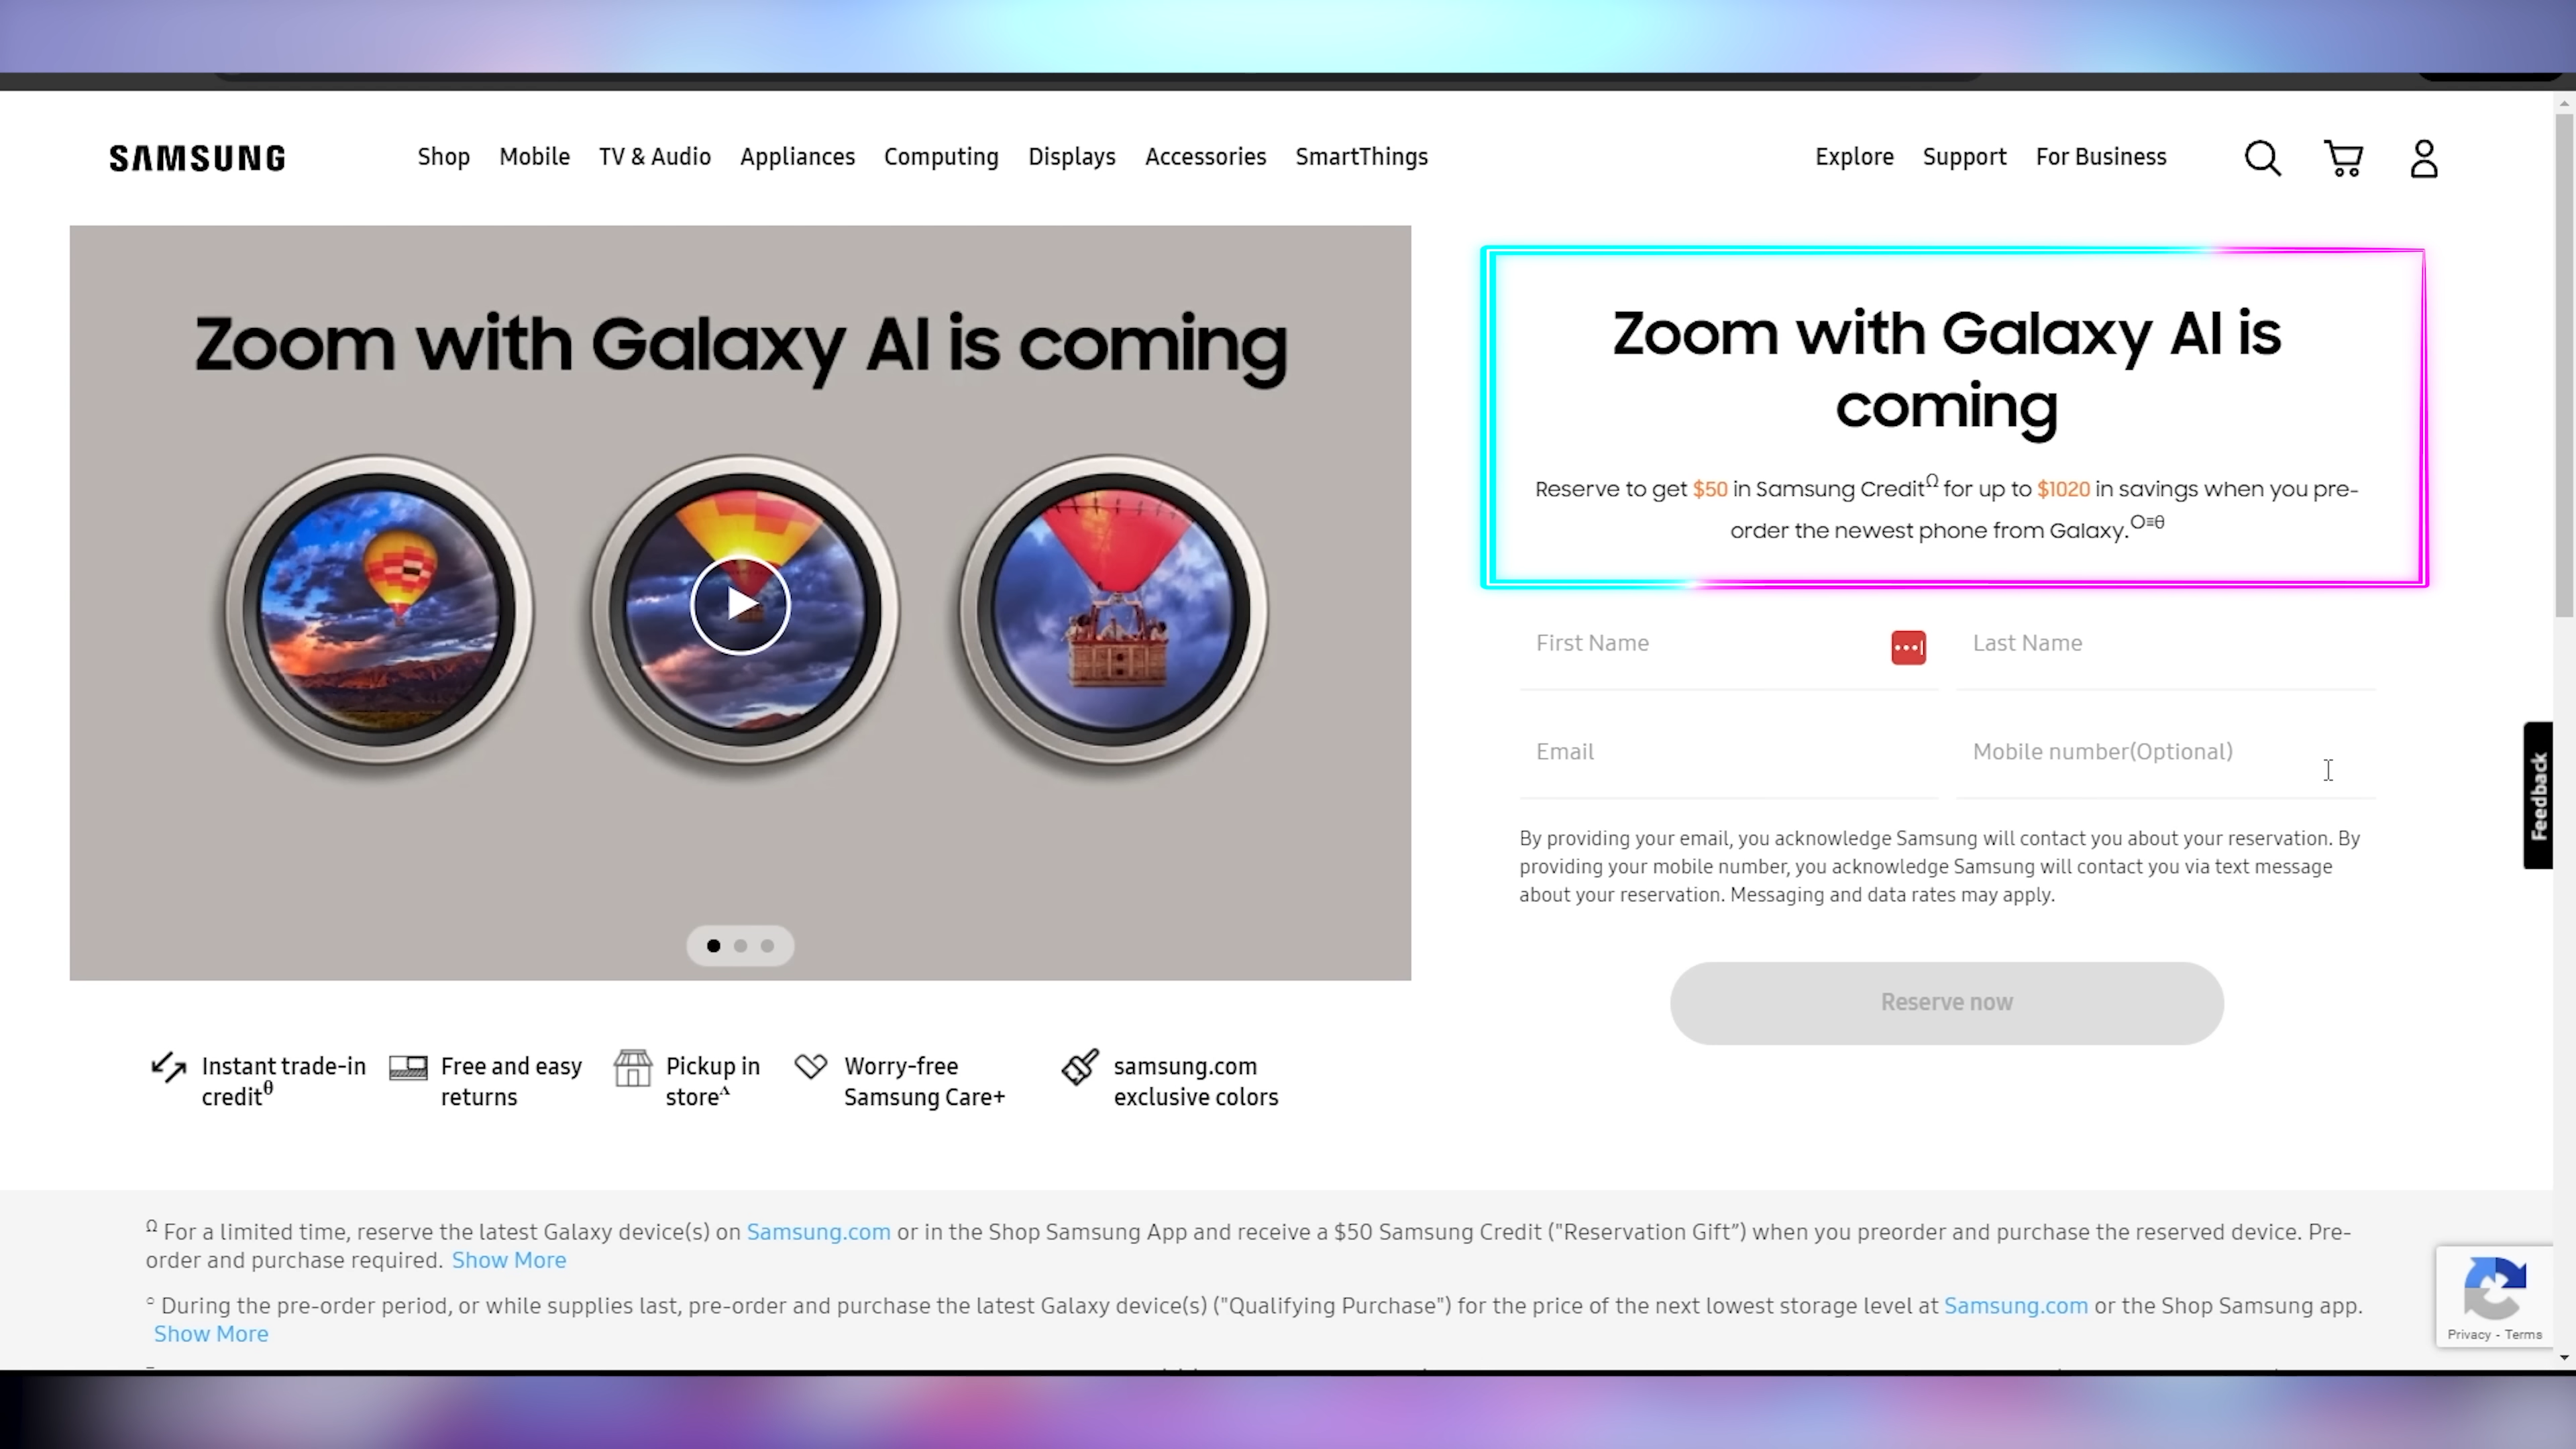 SAMSUNG
Shop Mobile TV & Audio Appliances Computing Displays Accessories SmartThings
Explore Support For Business
Zoom with Galaxy AI is coming
Zoom with Galaxy AI is
coming
Reserve to get $50 in Samsung CreditΩ for up to $1020 in savings when you pre-
order the newest phone from Galaxy.O≡θ
First Name
Last Name
Email
Mobile number(Optional)
By providing your email, you acknowledge Samsung will contact you about your reservation. By
providing your mobile number, you acknowledge Samsung will contact you via text message
about your reservation. Messaging and data rates may apply.
Reserve now
Feedback
Instant trade-in
creditθ
Free and easy
returns
Pickup in
storeΛ
Worry-free
Samsung Care+
samsung.com
exclusive colors
Ω For a limited time, reserve the latest Galaxy device(s) on Samsung.com or in the Shop Samsung App and receive a $50 Samsung Credit ("Reservation Gift”) when you preorder and purchase the reserved device. Pre-
order and purchase required. Show More
○ During the pre-order period, or while supplies last, pre-order and purchase the latest Galaxy device(s) ("Qualifying Purchase") for the price of the next lowest storage level at Samsung.com or the Shop Samsung app.
Show More
Privacy - Terms